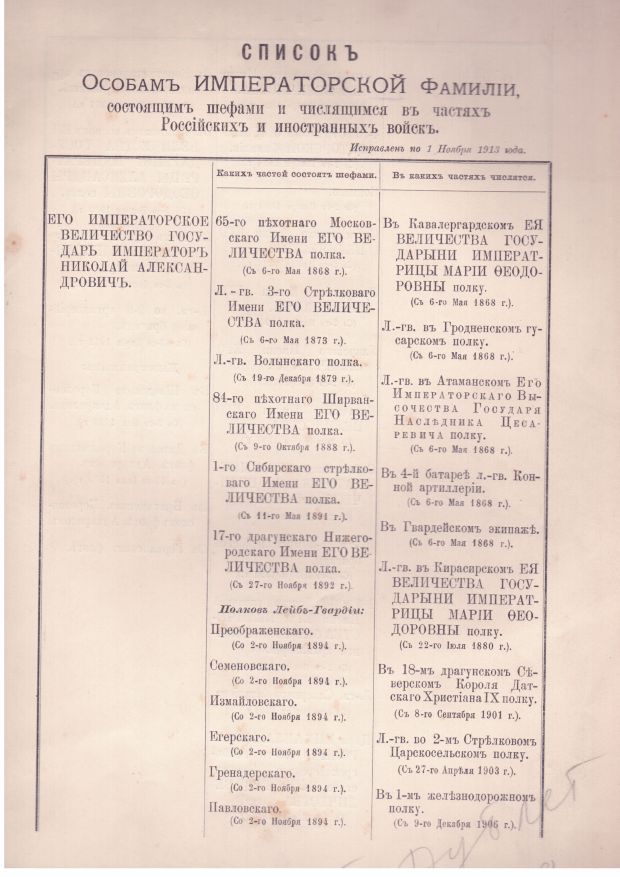 СПИСОКЪ
ОСОБАМЪ ИМПЕРАТОРСКОЙ ФАМИЛІИ,
состоящимъ шефами и числящимся въ частяхъ
Россійскихъ и иностранныхъ войскъ.
Исправленъ по 1 Ноября 1913 года.
ЕГО ИМПЕРАТОРСКОЕ
ВЕЛИЧЕСТВО ГОСУ-
ДАРЬ ИМПЕРАТОРЪ
НИКОЛАЙ АЛЕКСАН-
ДРОВИЧЪ.
Какихъ частей состоятъ шефами.
65-го пѣхотнаго Москов-
скаго Имени ЕГО ВЕ-
ЛИЧЕСТВА полка.
(Съ 6-го Мая 1868 г.).
Л.-гв. 3-го Стрѣлковаго
Имени ЕГО ВЕЛИЧЕ-
СТВА полка.
(Съ 6-го Мая 1873 г.).
Л.-гв. Волынскаго полка.
(Съ 19-го Декабря 1879 г.).
84-го пѣхотнаго Ширван-
скаго Имени ЕГО ВЕ-
ЛИЧЕСТВА полка.
(Съ 9-го Октября 1888 г.).
1-го Сибирскаго стрѣлко-
ваго Имени ЕГО ВЕ-
ЛИЧЕСТВА полка.
(Съ 11-го Мая 1891 г.).
17-го драгунскаго Нижего-
родскаго Имени ЕГО ВЕ-
ЛИЧЕСТВА полка.
(Съ 27-го Ноября 1892 г.).
Полковъ Лейбъ-Гвардіи:
Преображенскаго.
(Со 2-го Ноября 1894 г.).
Семеновскаго.
(Со 2-го Ноября 1894 г.).
Измайловскаго.
(Со 2-го Ноября 1894 г.).
Егерскаго.
(Со 2-го Ноября 1894 г.).
Гренадерскаго.
(Со 2-го Ноября 1894 г.).
Павловскаго.
(Со 2-го Ноября 1894 г.).
Въ какихъ частяхъ числятся.
Въ Кавалергардскомъ ЕЯ
ВЕЛИЧЕСТВА ГОСУ-
ДАРЫНИ ИМПЕРАТ-
РИЦЫ МАРІИ ѲЕОДО-
РОВНЫ полку.
(Съ 6-го Мая 1868 г.).
Л.-гв. въ Гродненскомъ гу-
сарскомъ полку.
(Съ 6-го Мая 1868 г.).
Л.-гв. въ Атаманскомъ ЕГО
ИМПЕРАТОРСКАГО ВЫ-
СОЧЕСТВА ГОСУДАРЯ
НАСЛѢДНИКА ЦЕСА-
РЕВИЧА полку.
(Съ 6-го Мая 1868 г.).
Въ 4-й батареѣ л.-гв. Кон-
ной артиллеріи.
(Съ 6-го Мая 1868 г.).
Въ Гвардейскомъ экипажѣ.
(Съ 6-го Мая 1868 г.).
Л.-гв. въ Кирасирскомъ ЕЯ
ВЕЛИЧЕСТВА ГОСУ-
ДАРЫНИ ИМПЕРАТ-
РИЦЫ МАРІИ ѲЕО-
ДОРОВНЫ полку.
(Съ 22-го Іюля 1880 г.).
Въ 18-мъ драгунскомъ Сѣ-
верскомъ Короля Дат-
скаго Христіана IX полку.
(Съ 8-го Сентября 1901 г.).
Л.-гв. во 2-мъ Стрѣлковомъ
Царскосельскомъ полку.
(Съ 27-го Апрѣля 1903 г.).
Въ 1-мъ желѣзнодорожномъ
полку.
(Съ 9-го Декабря 1906 г.).
Дублет